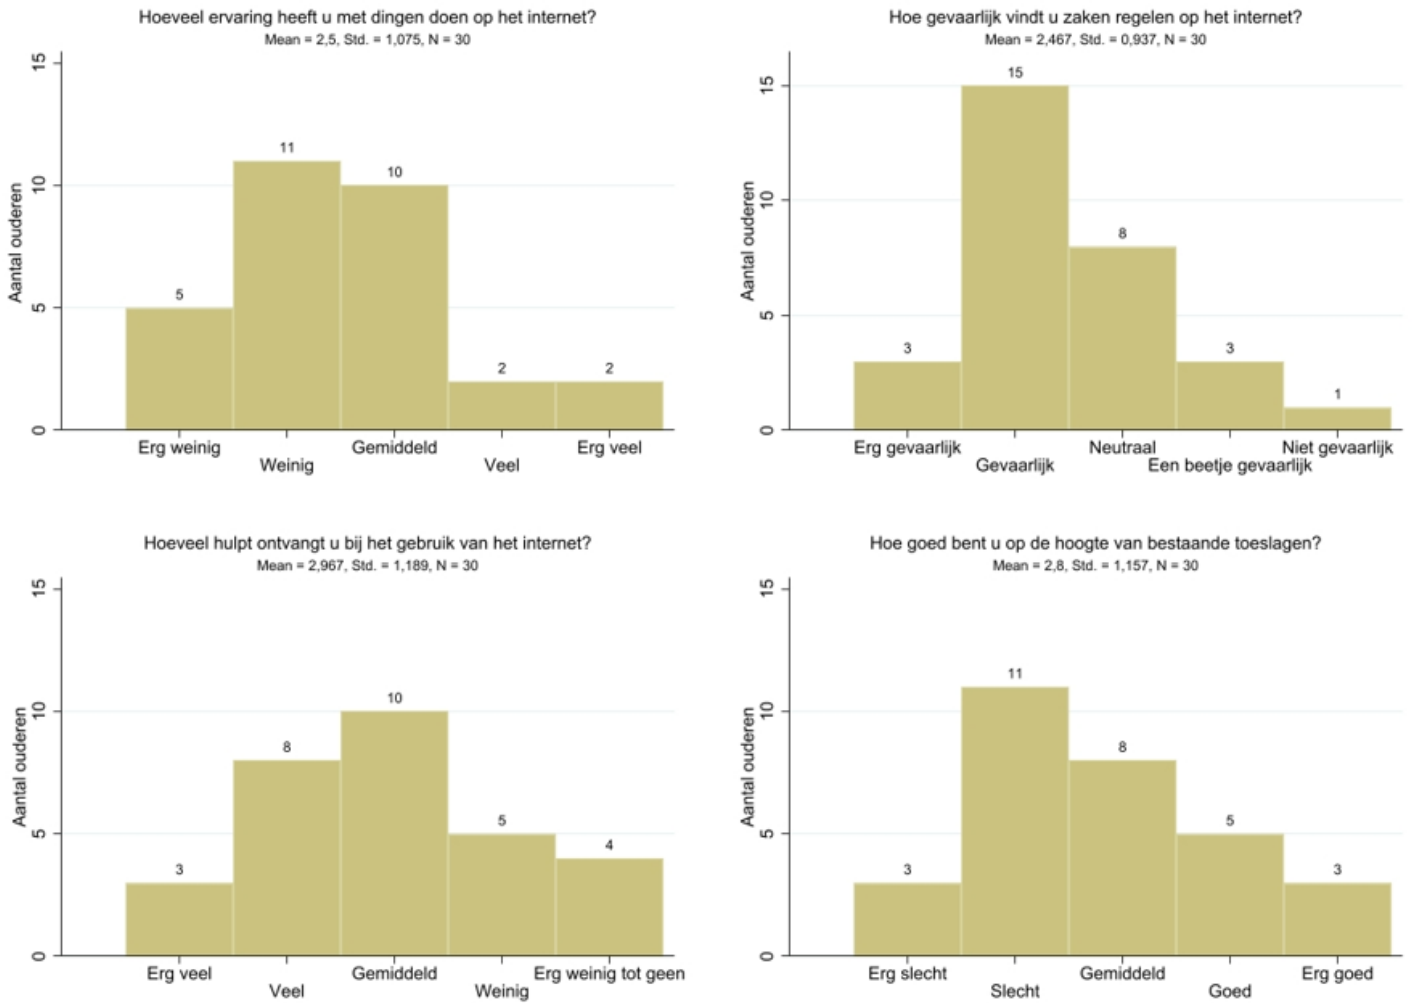 Hoeveel ervaring heeft u met dingen doen op het internet?
Mean = 2,5, Std. = 1,075, N = 30
Aantal ouderen
15
10
5
0
5
11
10
2
2
Erg weinig
Weinig
Gemiddeld
Veel
Erg veel
Hoe gevaarlijk vindt u zaken regelen op het internet?
Mean = 2,467, Std. = 0,937, N = 30
Aantal ouderen
15
10
5
0
3
15
8
3
1
Erg gevaarlijk
Gevaarlijk
Neutraal
Een beetje gevaarlijk
Niet gevaarlijk
Hoeveel hulpt ontvangt u bij het gebruik van het internet?
Mean = 2,967, Std. = 1,189, N = 30
Aantal ouderen
15
10
5
0
3
8
10
5
4
Erg veel
Veel
Gemiddeld
Weinig
Erg weinig tot geen
Hoe goed bent u op de hoogte van bestaande toeslagen?
Mean = 2,8, Std. = 1,157, N = 30
Aantal ouderen
15
10
5
0
3
11
8
5
3
Erg slecht
Slecht
Gemiddeld
Goed
Erg goed